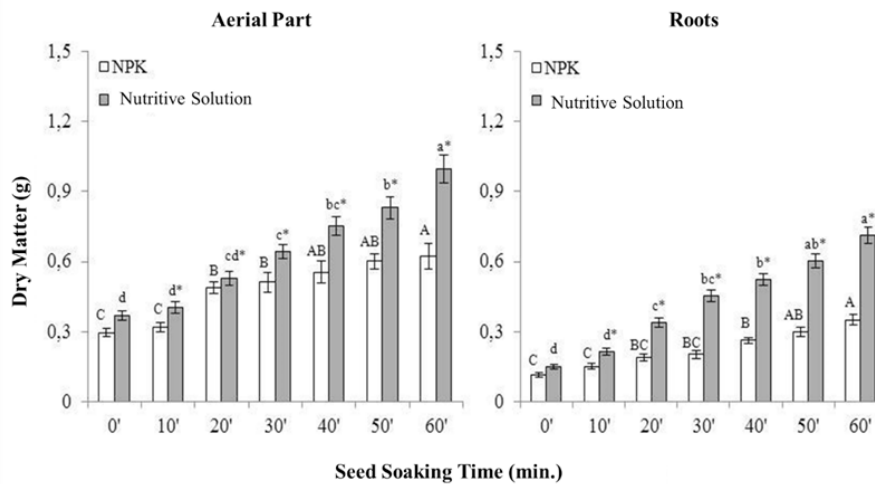 Aerial Part
1,5
1,2
0,9
0,6
0,3
0
Dry Matter (g)
NPK
Nutritive Solution
C d C d* B cd* B c* AB bc* AB b* A a*
0' 10' 20' 30' 40' 50' 60'
Roots
1,5
1,2
0,9
0,6
0,3
0
NPK
Nutritive Solution
C d C d* BC c* BC bc* B b* AB ab* A a*
0' 10' 20' 30' 40' 50' 60'
Seed Soaking Time (min.)